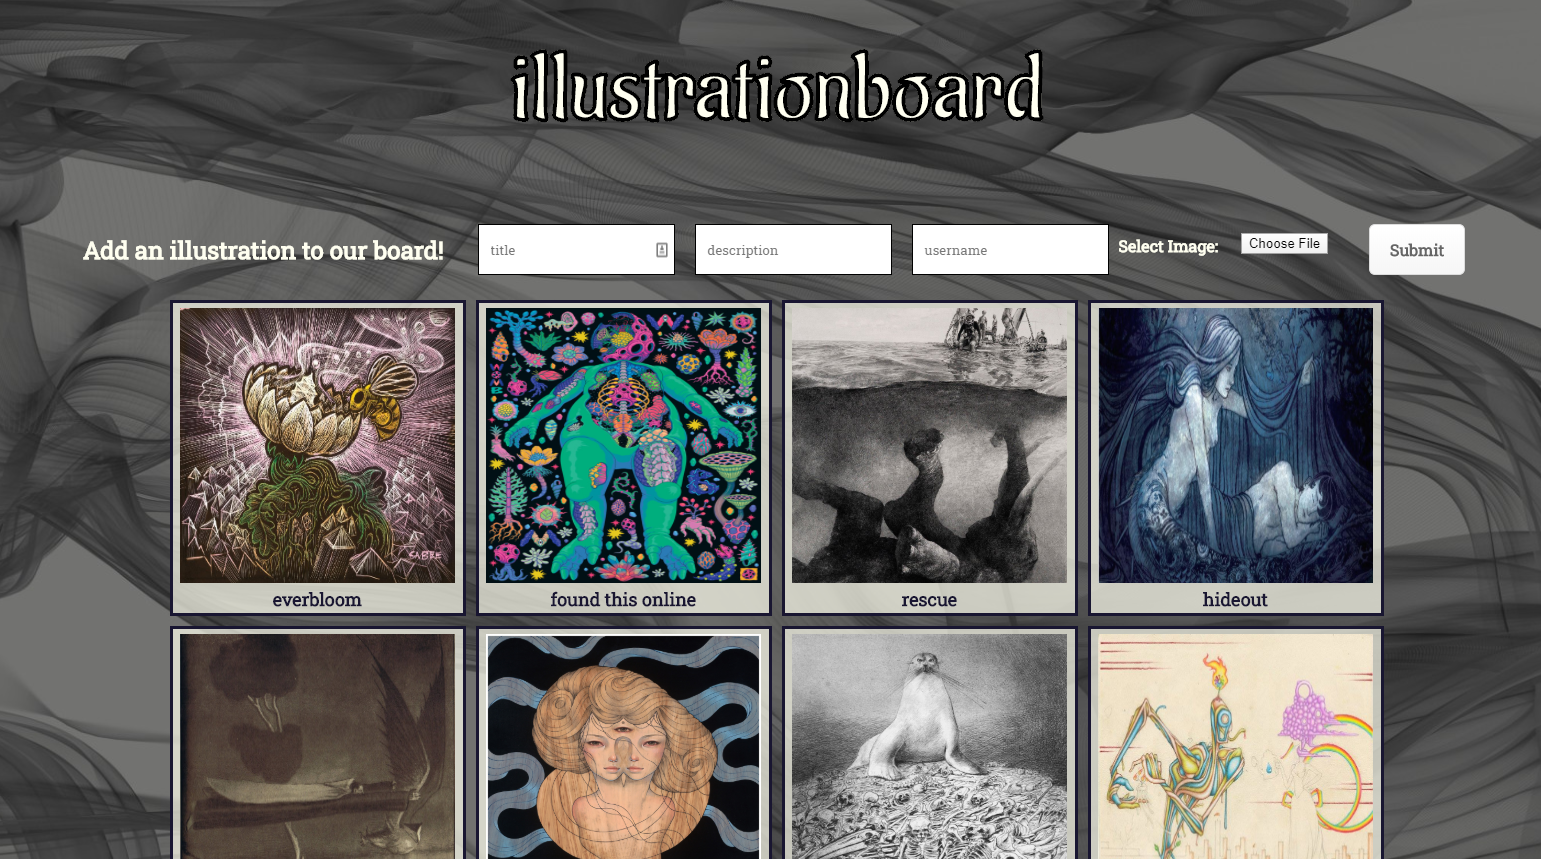 illustrationboard
Add an illustration to our board!
title
description
username
Select Image:
Choose File
Submit
SABRE
everbloom
found this online
rescue
hideout